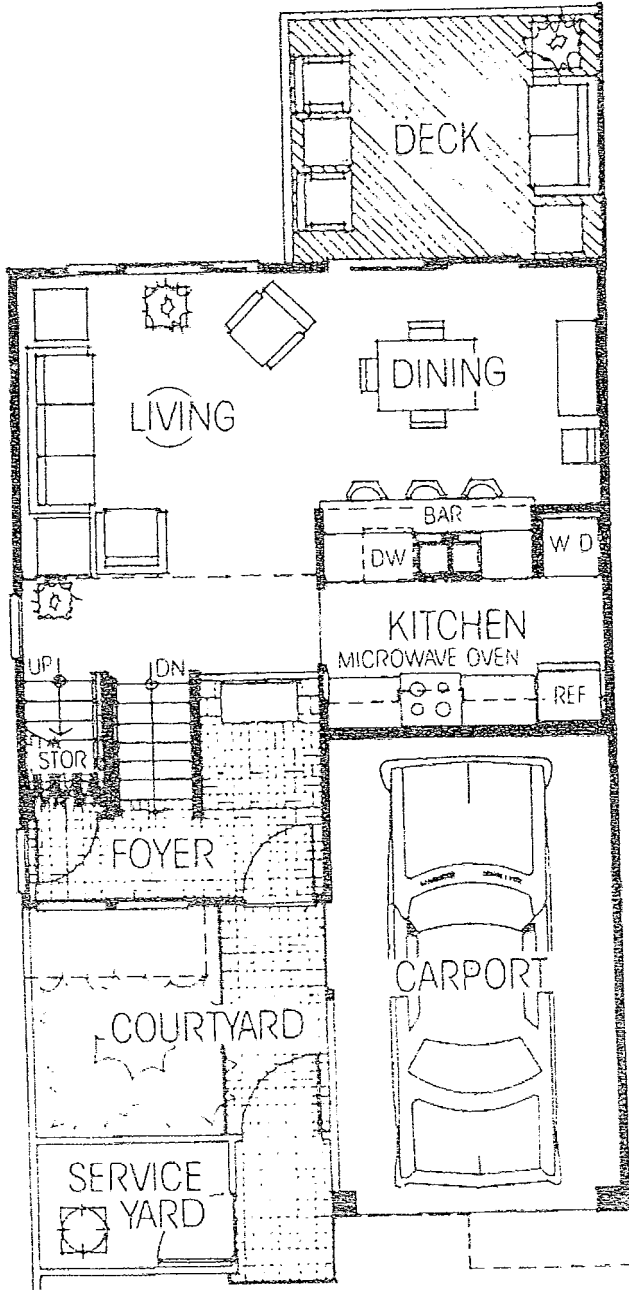 DECK
DINING
LIVING
BAR
DW
W D
KITCHEN
MICROWAVE OVEN
UP
DN
REF
STOR
FOYER
CARPORT
COURTYARD
SERVICE
YARD